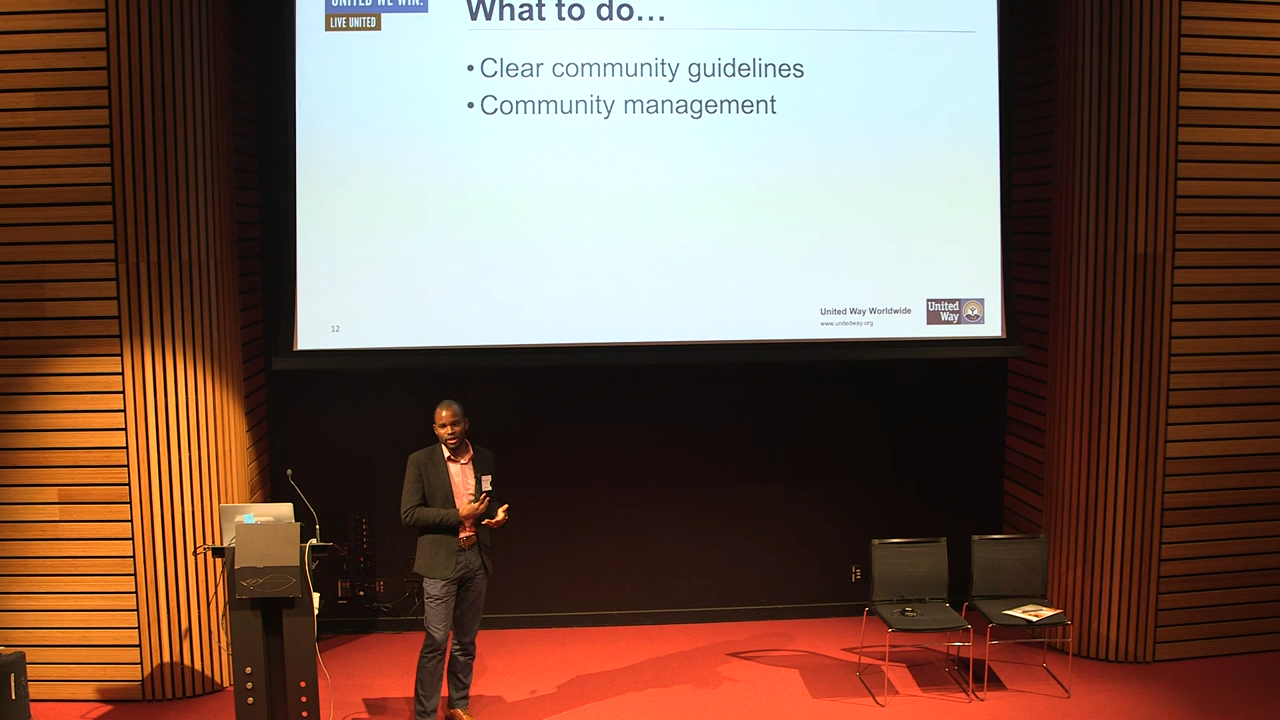 UNITED WE WIN.
LIVE UNITED
What to do...
• Clear community guidelines
• Community management
12
United Way Worldwide
www.unitedway.org
United
Way